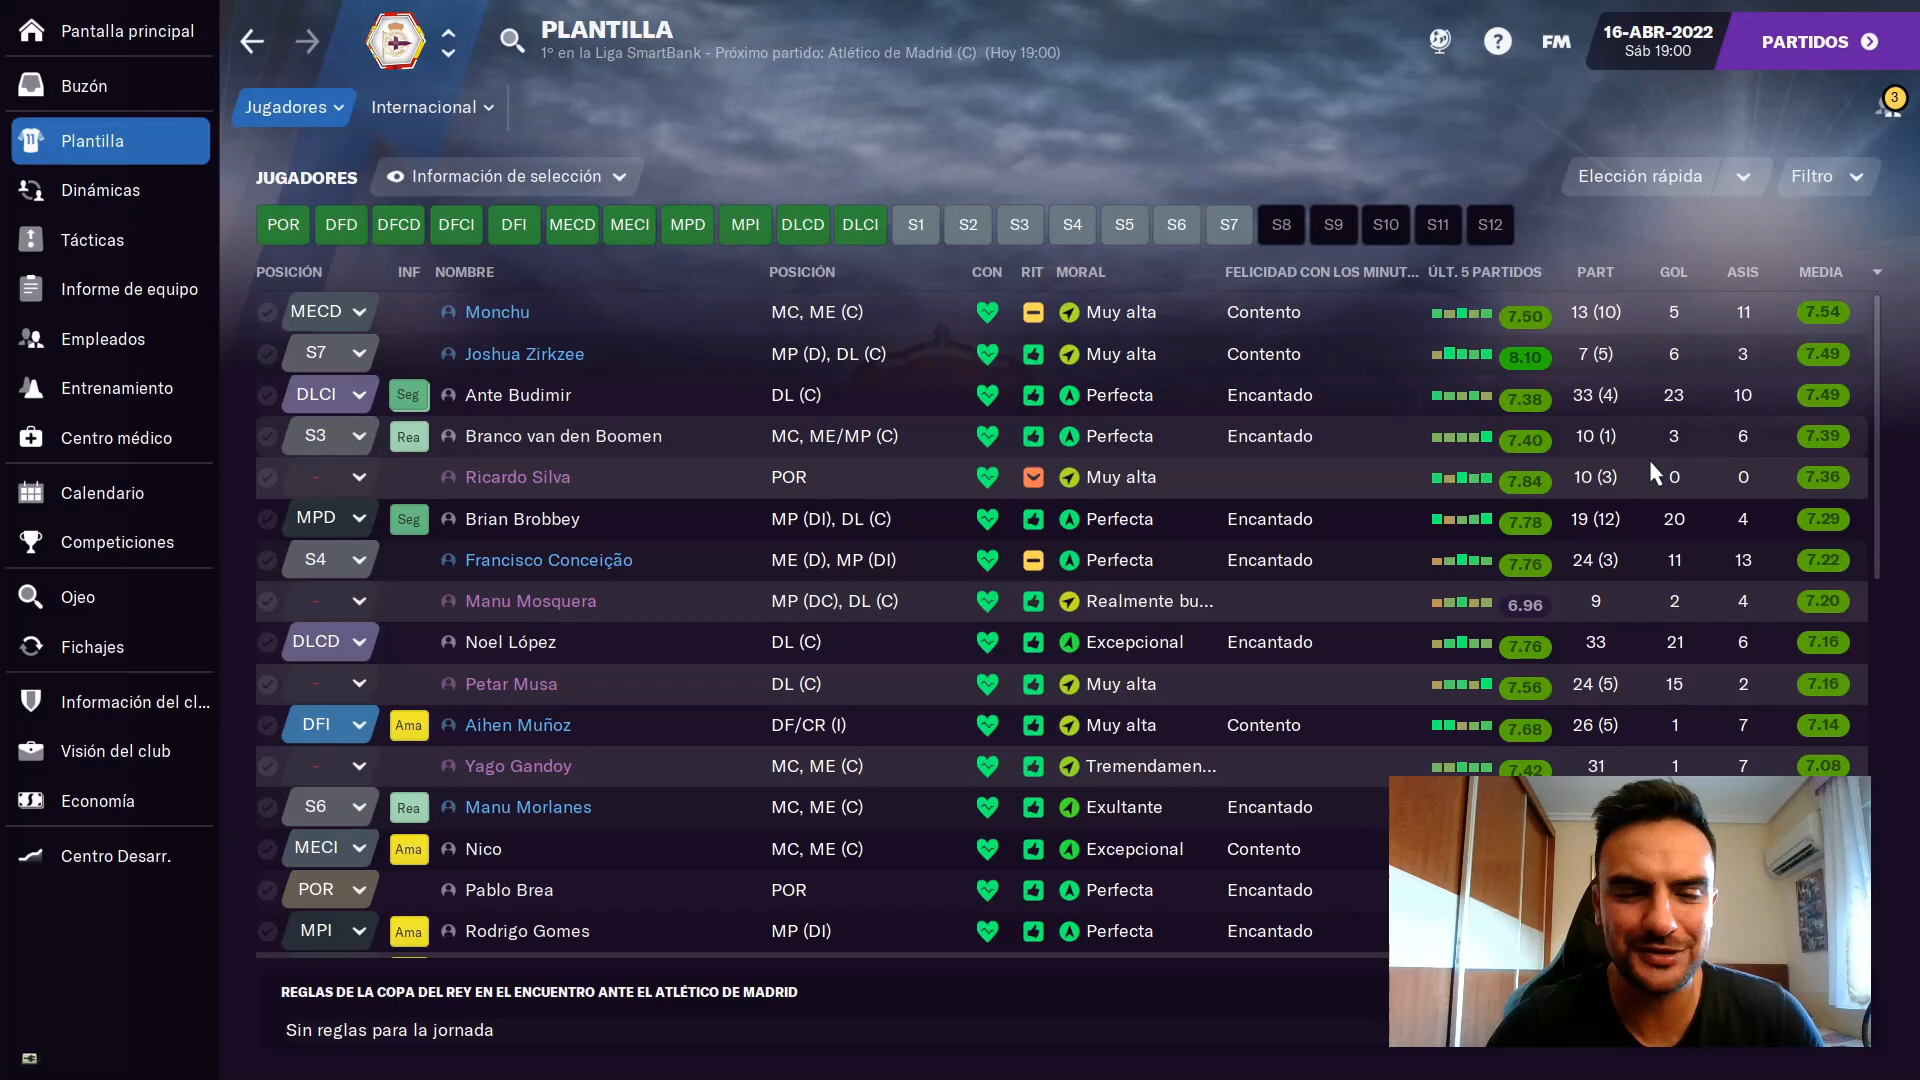 Pantalla principal
Buzón
Plantilla
Dinámicas
Tácticas
Informe de equipo
Empleados
Entrenamiento
Centro médico
Calendario
Competiciones
Ojeo
Fichajes
Información del cl...
Visión del club
Economía
Centro Desarr.
PLANTILLA
1º en la Liga SmartBank - Próximo partido: Atlético de Madrid (C) (Hoy 19:00)
FM
16-ABR-2022
Sáb 19:00
PARTIDOS
3
Jugadores
Internacional
JUGADORES
Información de selección
Elección rápida
Filtro
POR DFD DFCD DFCI DFI MECD MECI MPD MPI DLCD DLCI S1 S2 S3 S4 S5 S6 S7 S8 S9 S10 S11 S12
POSICIÓN INF NOMBRE POSICIÓN CON RIT MORAL FELICIDAD CON LOS MINUT... ÚLT. 5 PARTIDOS PART GOL ASIS MEDIA
MECD Monchu MC, ME (C) Muy alta Contento 7.50 13 (10) 5 11 7.54
S7 Joshua Zirkzee MP (D), DL (C) Muy alta Contento 8.10 7 (5) 6 3 7.49
DLCI Seg Ante Budimir DL (C) Perfecta Encantado 7.38 33 (4) 23 10 7.49
S3 Rea Branco van den Boomen MC, ME/MP (C) Perfecta Encantado 7.40 10 (1) 3 6 7.39
- Ricardo Silva POR Muy alta 7.84 10 (3) 0 0 7.36
MPD Seg Brian Brobbey MP (DI), DL (C) Perfecta Encantado 7.78 19 (12) 20 4 7.29
S4 Francisco Conceição ME (D), MP (DI) Perfecta Encantado 7.76 24 (3) 11 13 7.22
- Manu Mosquera MP (DC), DL (C) Realmente bu... 6.96 9 2 4 7.20
DLCD Noel López DL (C) Excepcional Encantado 7.76 33 21 6 7.16
- Petar Musa DL (C) Muy alta 7.56 24 (5) 15 2 7.16
DFI Ama Aihen Muñoz DF/CR (I) Muy alta Contento 7.68 26 (5) 1 7 7.14
- Yago Gandoy MC, ME (C) Tremendamen... 7.42 31 1 7 7.08
S6 Rea Manu Morlanes MC, ME (C) Exultante Encantado
MECI Ama Nico MC, ME (C) Excepcional Contento
POR Pablo Brea POR Perfecta Encantado
MPI Ama Rodrigo Gomes MP (DI) Perfecta Encantado
REGLAS DE LA COPA DEL REY EN EL ENCUENTRO ANTE EL ATLÉTICO DE MADRID
Sin reglas para la jornada